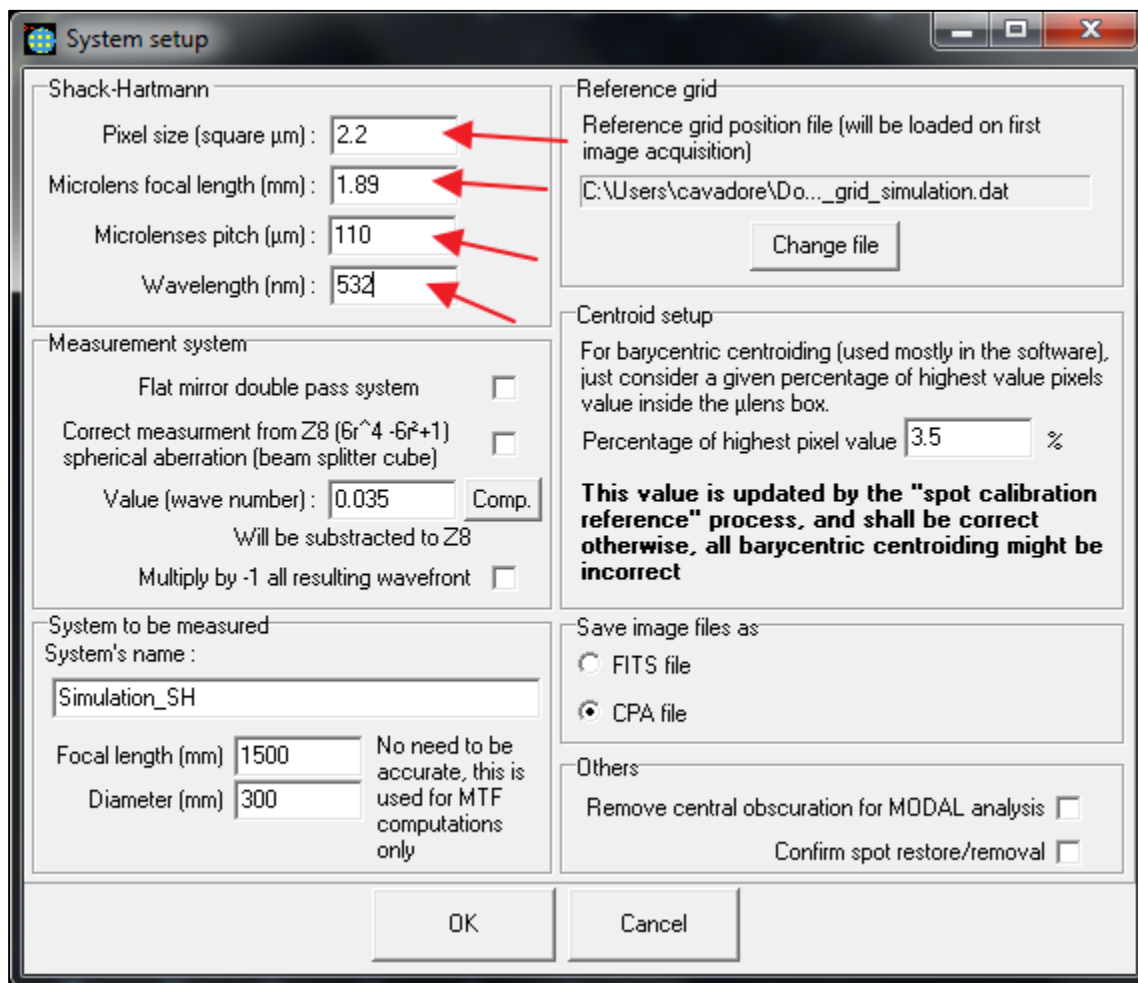 System setup
Shack-Hartmann
Pixel size (square µm) : 2.2
Microlens focal length (mm) : 1.89
Microlenses pitch (µm) : 110
Wavelength (nm) : 532
Measurement system
Flat mirror double pass system
Correct measurment from Z8 (6r^4 -6r²+1)
spherical aberration (beam splitter cube)
Value (wave number) : 0.035 Comp.
Will be substracted to Z8
Multiply by -1 all resulting wavefront
System to be measured
System's name :
Simulation_SH
Focal length (mm) 1500
Diameter (mm) 300
No need to be
accurate, this is
used for MTF
computations
only
Reference grid
Reference grid position file (will be loaded on first
image acquisition)
C:\Users\cavadore\Do..._grid_simulation.dat
Change file
Centroid setup
For barycentric centroiding (used mostly in the software),
just consider a given percentage of highest value pixels
value inside the µlens box.
Percentage of highest pixel value 3.5 %
This value is updated by the "spot calibration
reference" process, and shall be correct
otherwise, all barycentric centroiding might be
incorrect
Save image files as
FITS file
CPA file
Others
Remove central obscuration for MODAL analysis
Confirm spot restore/removal
OK
Cancel